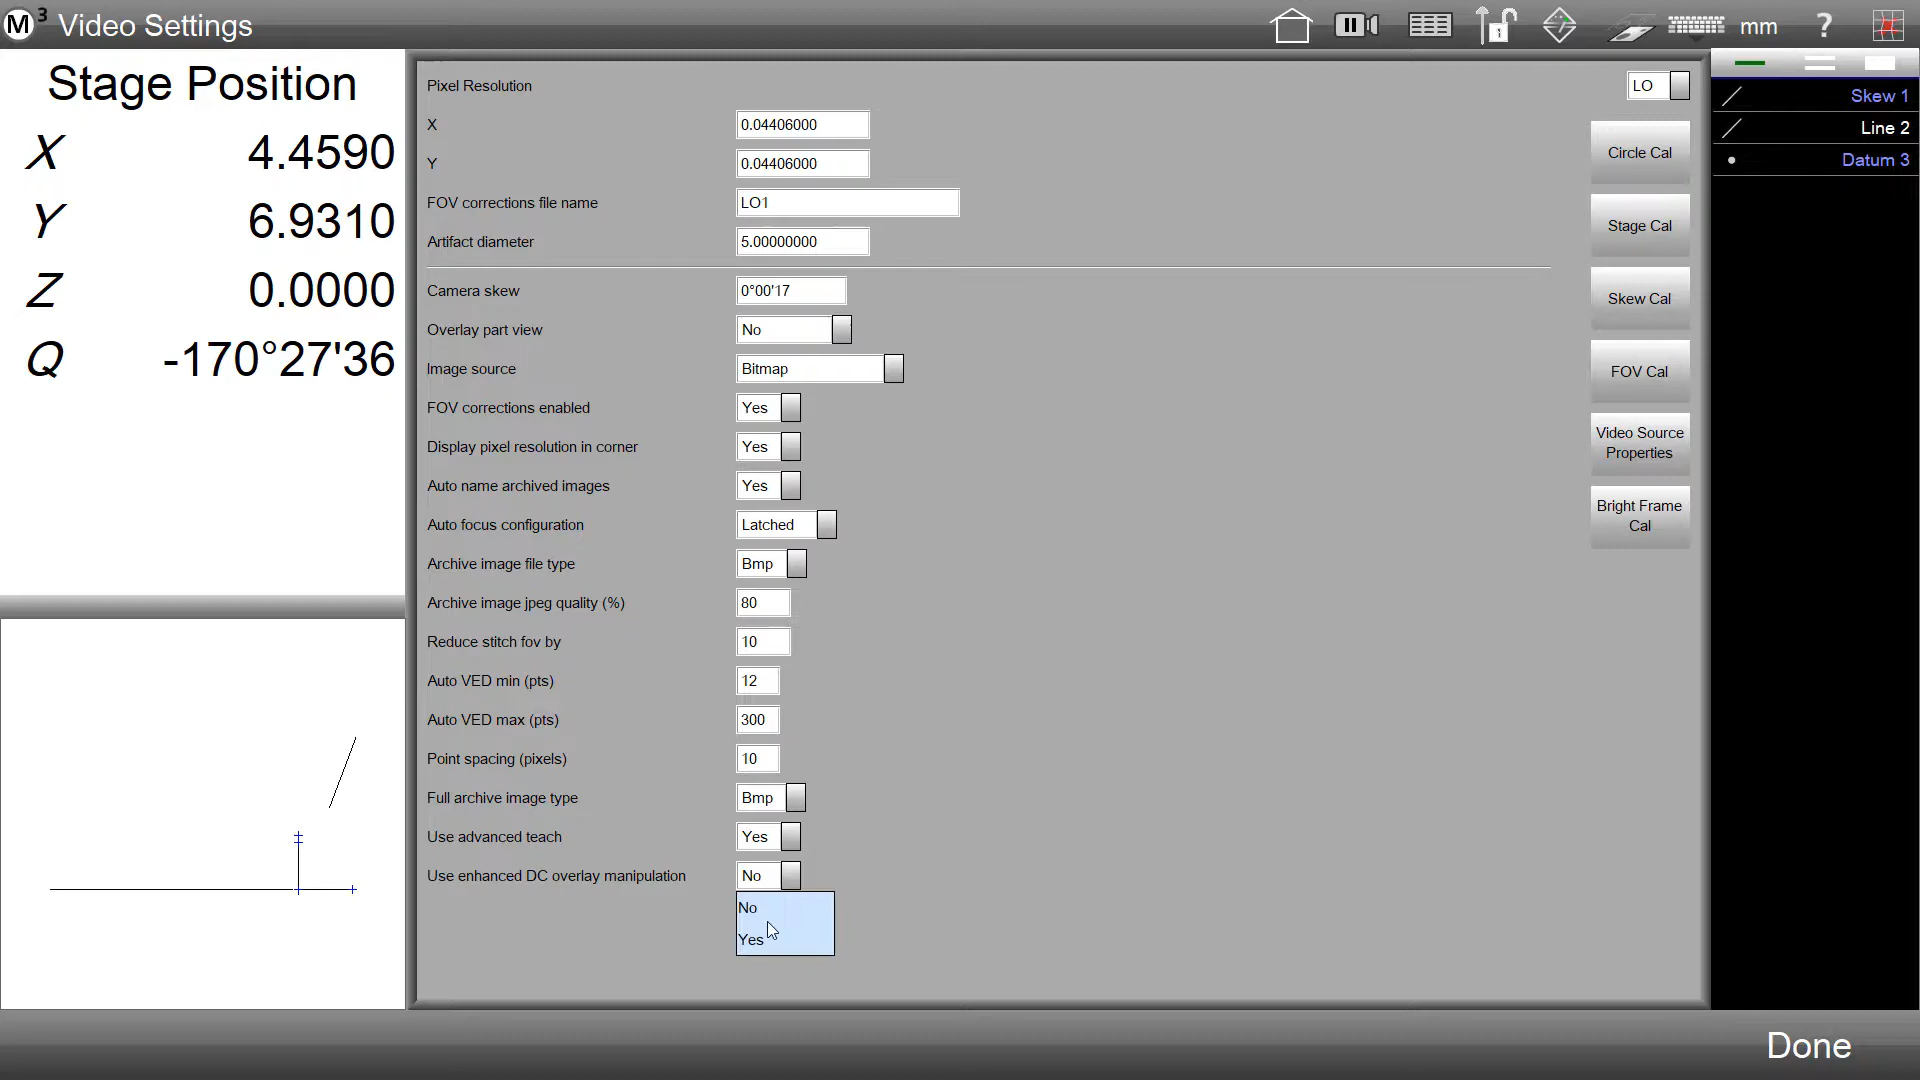 M3 Video Settings
mm ?
Stage Position
X 4.4590
Y 6.9310
Z 0.0000
Q -170°27'36
Pixel Resolution LO
X 0.04406000
Y 0.04406000
FOV corrections file name LO1
Artifact diameter 5.00000000
Camera skew 0°00'17
Overlay part view No
Image source Bitmap
FOV corrections enabled Yes
Display pixel resolution in corner Yes
Auto name archived images Yes
Auto focus configuration Latched
Archive image file type Bmp
Archive image jpeg quality (%) 80
Reduce stitch fov by 10
Auto VED min (pts) 12
Auto VED max (pts) 300
Point spacing (pixels) 10
Full archive image type Bmp
Use advanced teach Yes
Use enhanced DC overlay manipulation No
No
Yes
Circle Cal
Stage Cal
Skew Cal
FOV Cal
Video Source
Properties
Bright Frame
Cal
Skew 1
Line 2
Datum 3
Done